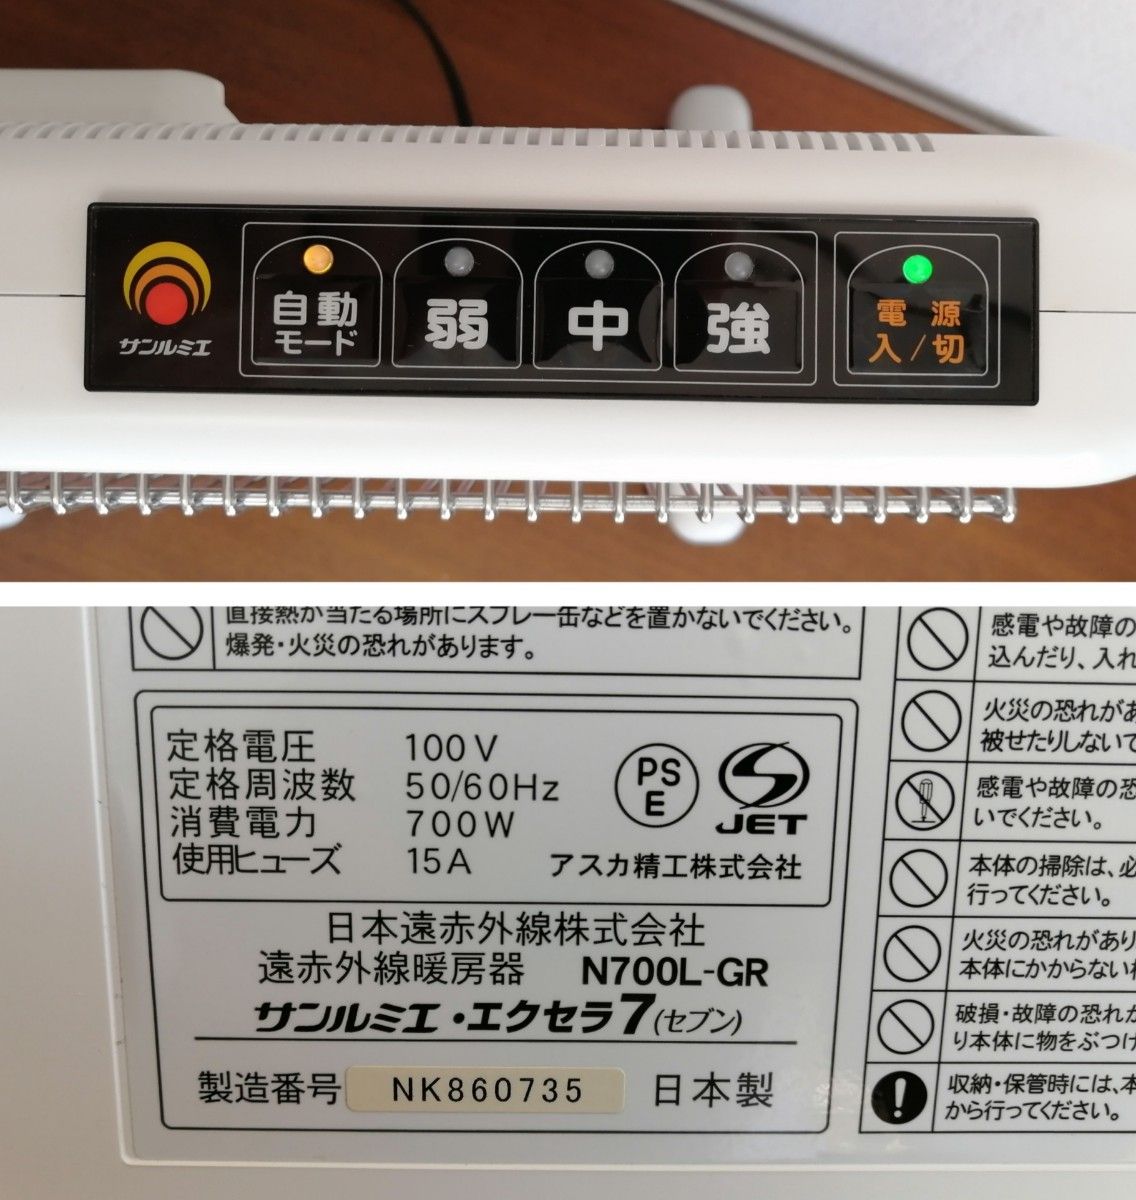 サンルミエ
自動
モード
弱
中
強
電源
入/切
直接熱が当たる場所にスプレー缶などを置かないでください。
爆発・火災の恐れがあります。
定格電圧 100V
定格周波数 50/60Hz
消費電力 700W
使用ヒューズ 15A
PS
E
JET
アスカ精工株式会社
日本遠赤外線株式会社
遠赤外線暖房器 N700L-GR
サンルミエ・エクセラ7(セブン)
製造番号 NK860735 日本製
感電や故障の
込んだり、入れ
火災の恐れがあ
被せたりしないで
感電や故障の恐
いでください。
本体の掃除は、必
行ってください。
火災の恐れがあり
本体にかからない
破損・故障の恐れが
り本体に物をぶつけ
収納・保管時には、本
から行ってください。